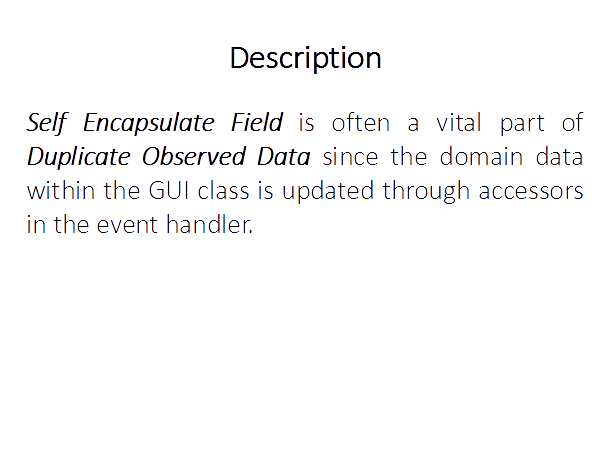 Description
Self Encapsulate Field is often a vital part of
Duplicate Observed Data since the domain data
within the GUI class is updated through accessors
in the event handler.